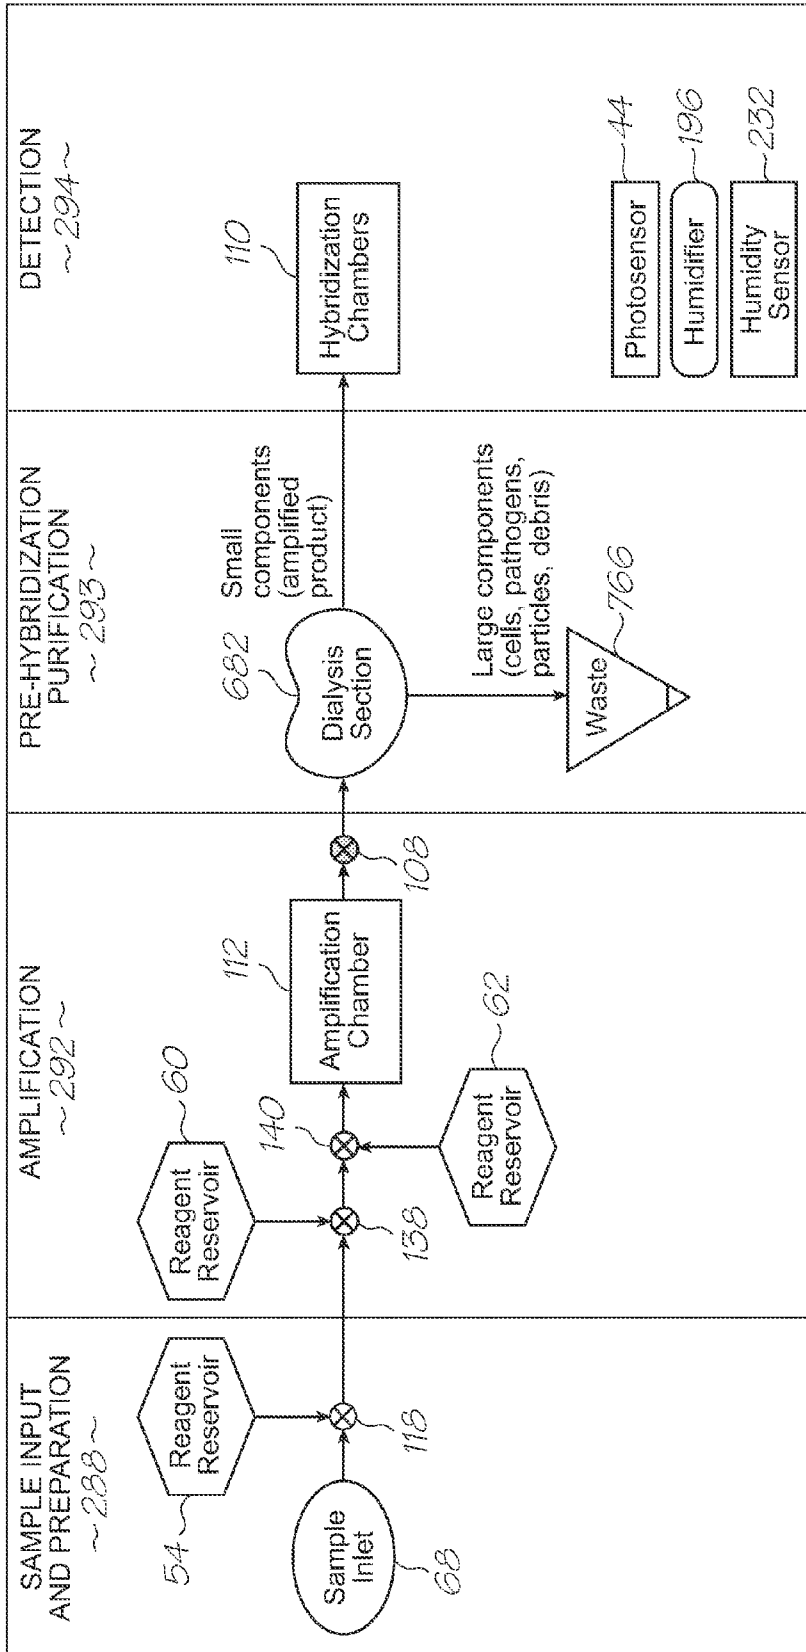 SAMPLE INPUT
AND PREPARATION
~288~
54
Reagent
Reservoir
Sample
Inlet
68
118
AMPLIFICATION
~292~
60
Reagent
Reservoir
138
140
Reagent
Reservoir
62
112
Amplification
Chamber
108
PRE-HYBRIDIZATION
PURIFICATION
~293~
682
Dialysis
Section
Small
components
(amplified
product)
Large components
(cells, pathogens,
particles, debris)
Waste
766
DETECTION
~294~
110
Hybridization
Chambers
Photosensor
44
Humidifier
196
Humidity
Sensor
232